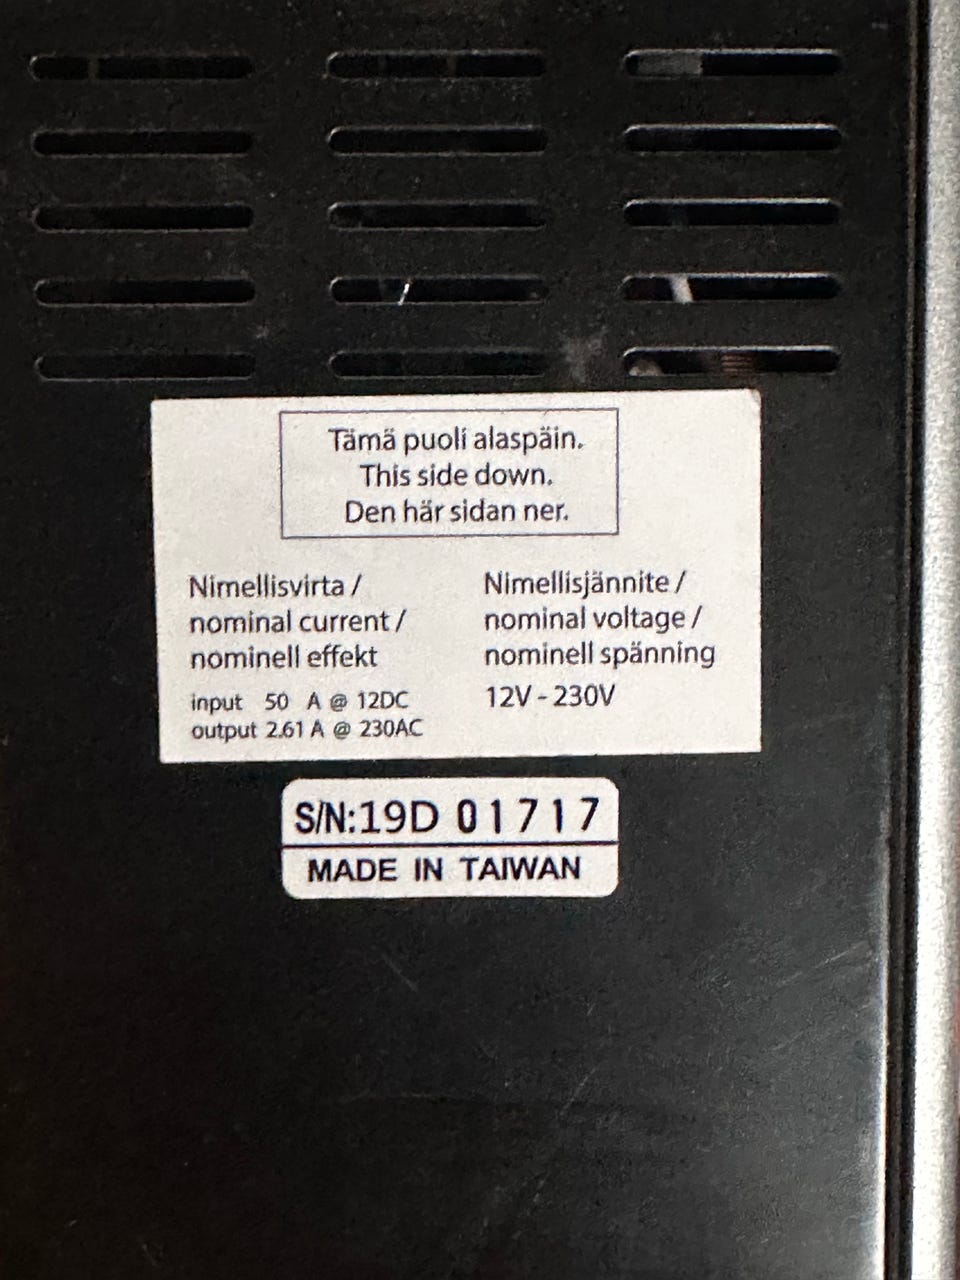 Tämä puoli alaspäin.
This side down.
Den här sidan ner.
Nimellisvirta /
nominal current /
nominell effekt
input 50 A @ 12DC
output 2.61 A @ 230AC
Nimellisjännite /
nominal voltage /
nominell spänning
12V - 230V
S/N:19D 01717
MADE IN TAIWAN